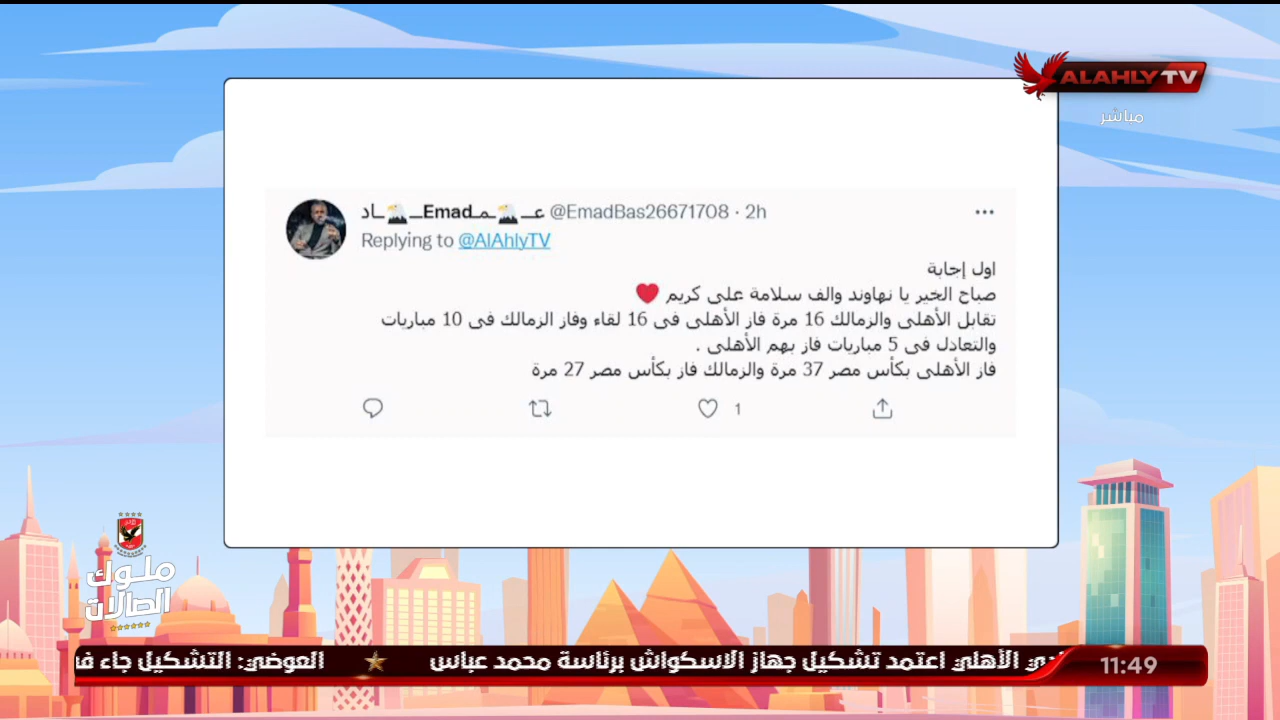 ALAHLY TV
مباشر
عــ🦅ـمـEmadــ🦅ـاد @EmadBas26671708 · 2h
Replying to @AlAhlyTV
اول إجابة
صباح الخير يا نهاوند والف سلامة على كريم ❤
تقابل الأهلى والزمالك 16 مرة فاز الأهلى فى 16 لقاء وفاز الزمالك فى 10 مباريات
والتعادل فى 5 مباريات فاز بهم الأهلى .
فاز الأهلى بكأس مصر 37 مرة والزمالك فاز بكأس مصر 27 مرة
1
ملوك
الصالات
الأهلي اعتمد تشكيل جهاز الاسكواش برئاسة محمد عباس ★ العوضي: التشكيل جاء
11:49